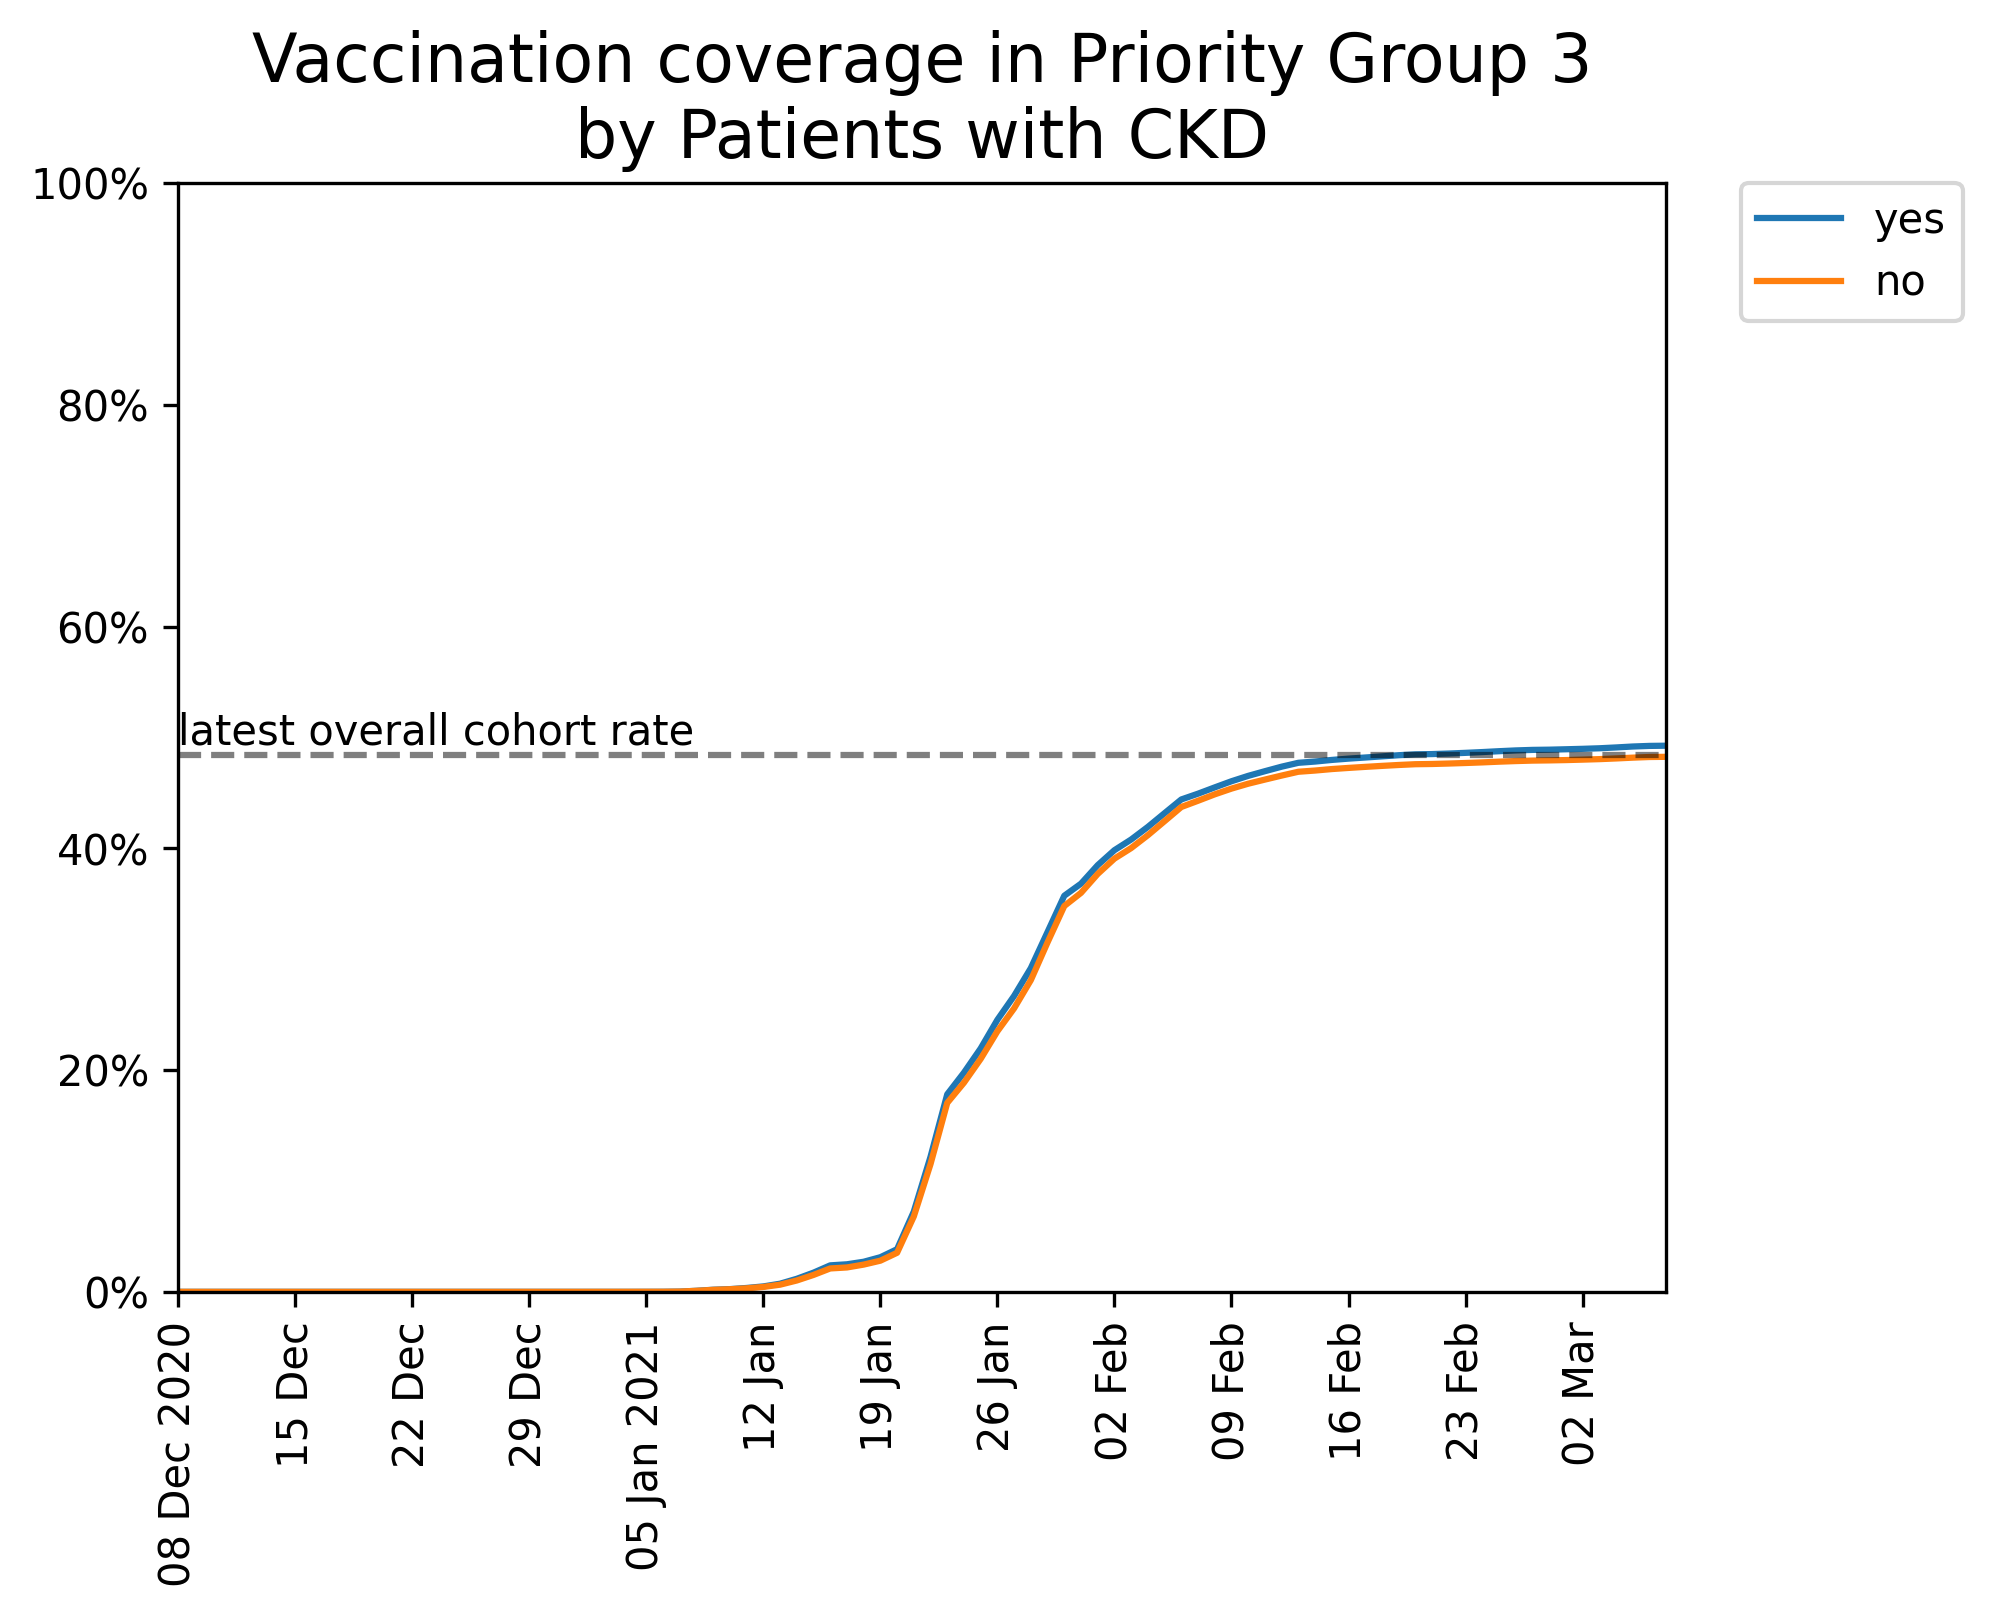 Vaccination coverage in Priority Group 3
by Patients with CKD
100%
80%
60%
40%
20%
0%
latest overall cohort rate
yes
no
08 Dec 2020
15 Dec
22 Dec
29 Dec
05 Jan 2021
12 Jan
19 Jan
26 Jan
02 Feb
09 Feb
16 Feb
23 Feb
02 Mar